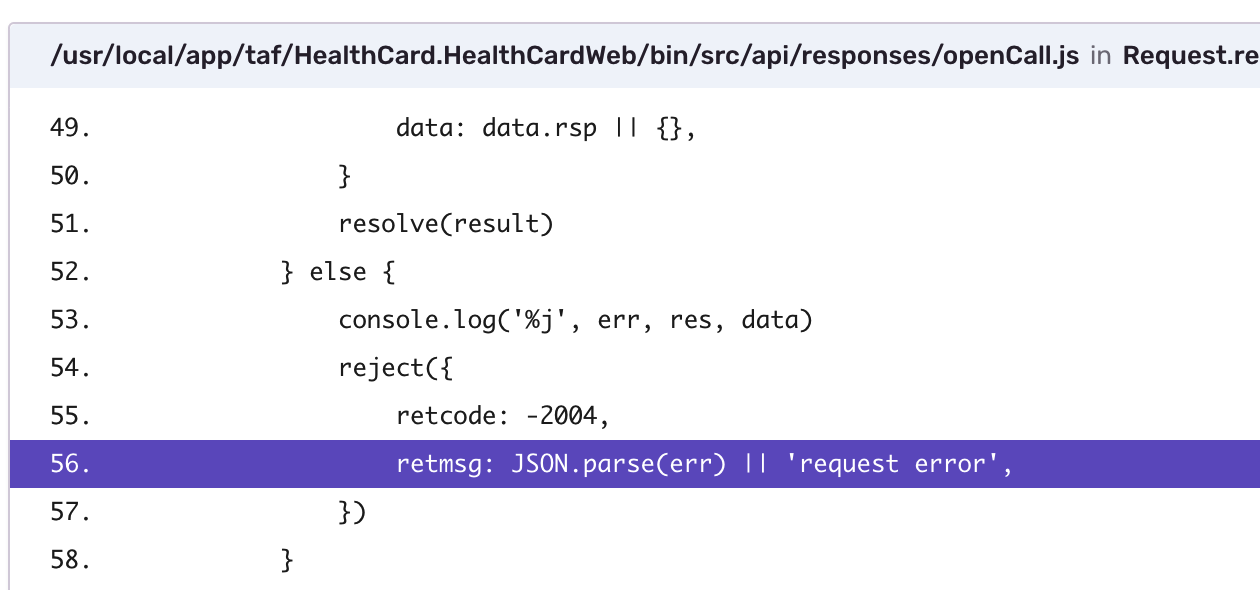 /usr/local/app/taf/HealthCard.HealthCardWeb/bin/src/api/responses/openCall.js in Request.re
49.                     data: data.rsp || {},
50.                 }
51.                 resolve(result)
52.             } else {
53.                 console.log('%j', err, res, data)
54.                 reject({
55.                     retcode: -2004,
56.                     retmsg: JSON.parse(err) || 'request error',
57.                 })
58.             }